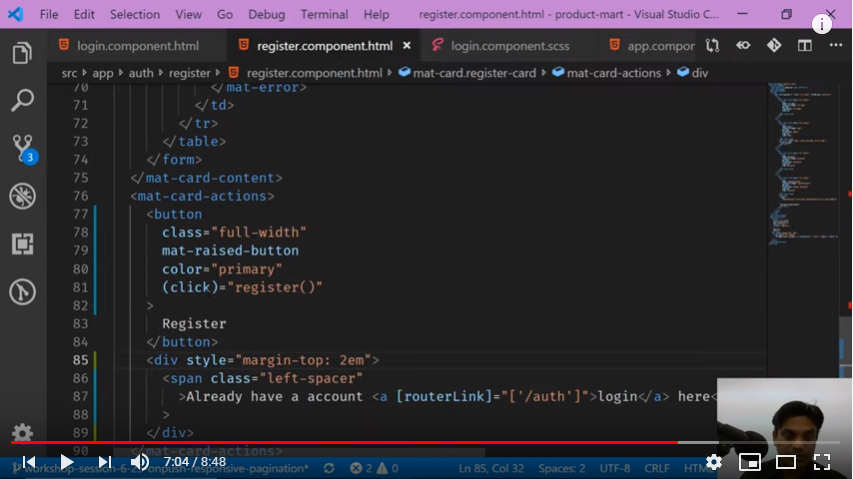 File Edit Selection View Go Debug Terminal Help register.component.html - product-mart - Visual Studio C...
login.component.html register.component.html × login.component.scss app.compor
src › app › auth › register › register.component.html › mat-card.register-card › mat-card-actions › div
70 </mat-error>
71 </td>
72 </tr>
73 </table>
74 </form>
75 </mat-card-content>
76 <mat-card-actions>
77 <button
78 class="full-width"
79 mat-raised-button
80 color="primary"
81 (click)="register()"
82 >
83 Register
84 </button>
85 <div style="margin-top: 2em">
86 <span class="left-spacer"
87 >Already have a account <a [routerLink]="['/auth']">login</a> here<
88 >
89 </div>
90 </mat-card-actions>
3
7:04 / 8:48
workshop-session-6-2 onpush-responsive-pagination* 2 0 Ln 85, Col 32 Spaces: 2 UTF-8 CRLF HTM